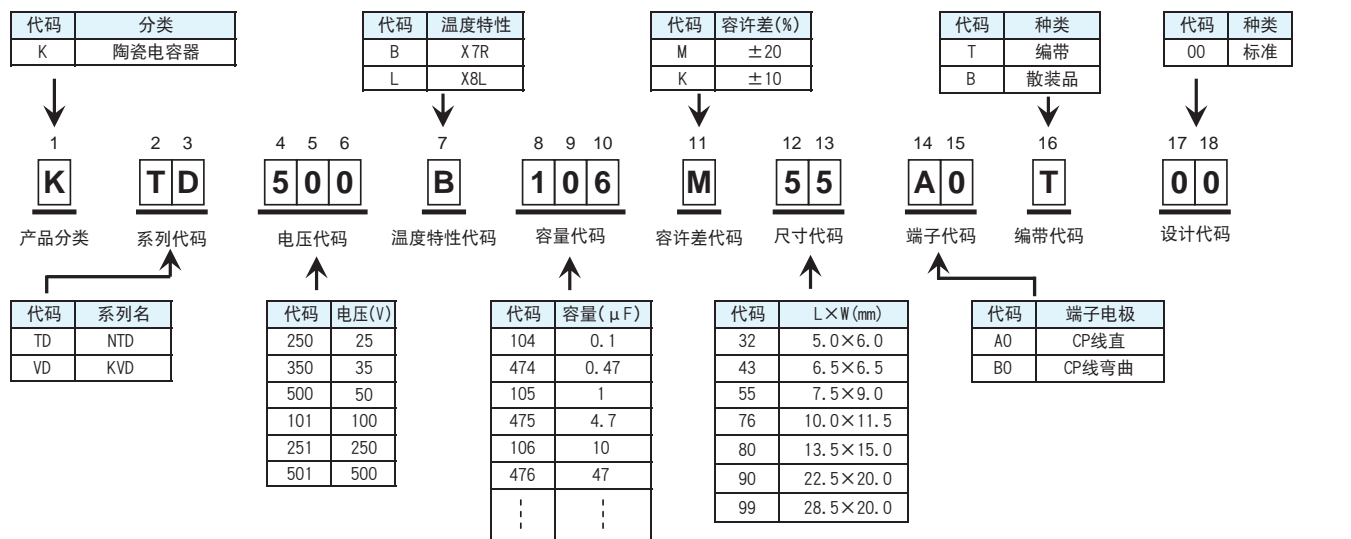 代码 分类
K 陶瓷电容器
代码 温度特性
B X7R
L X8L
代码 容许差(%)
M ±20
K ±10
代码 种类
T 编带
B 散装品
代码 种类
00 标准
1 2 3 4 5 6 7 8 9 10 11 12 13 14 15 16 17 18
K T D 5 0 0 B 1 0 6 M 5 5 A 0 T 0 0
产品分类 系列代码 电压代码 温度特性代码 容量代码 容许差代码 尺寸代码 端子代码 编带代码 设计代码
代码 系列名
TD NTD
VD KVD
代码 电压(V)
250 25
350 35
500 50
101 100
251 250
501 500
代码 容量(μF)
104 0.1
474 0.47
105 1
475 4.7
106 10
476 47
代码 L×W(mm)
32 5.0×6.0
43 6.5×6.5
55 7.5×9.0
76 10.0×11.5
80 13.5×15.0
90 22.5×20.0
99 28.5×20.0
代码 端子电极
A0 CP线直
B0 CP线弯曲